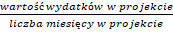 wartość wydatków w projekcie
liczba miesięcy w projekcie